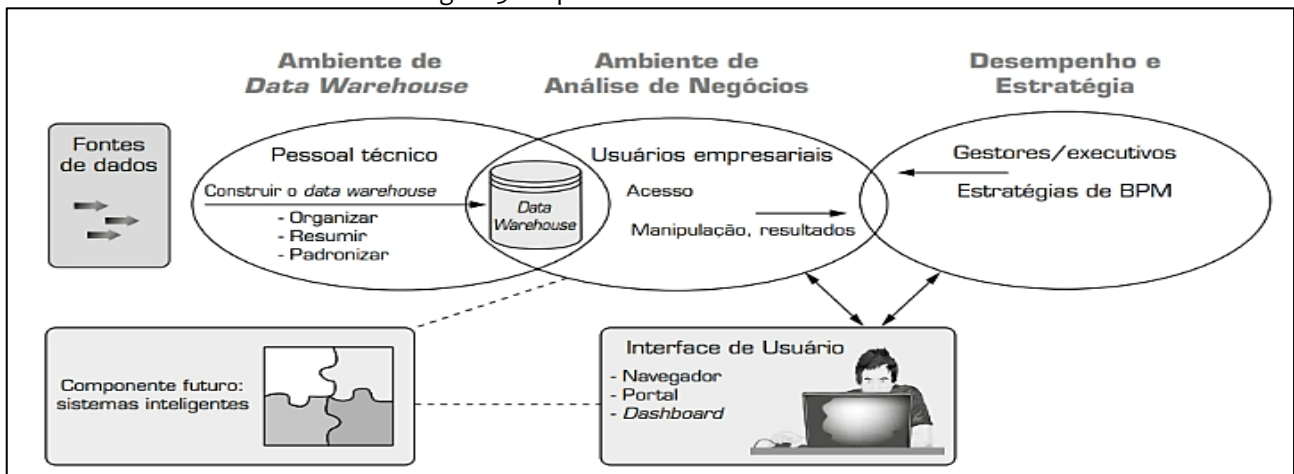 Ambiente de
Data Warehouse
Ambiente de
Análise de Negócios
Desempenho e
Estratégia
Fontes
de dados
Pessoal técnico
Construir o data warehouse
- Organizar
- Resumir
- Padronizar
Data
Warehouse
Usuários empresariais
Acesso
Manipulação, resultados
Gestores/executivos
Estratégias de BPM
Componente futuro:
sistemas inteligentes
Interface de Usuário
- Navegador
- Portal
- Dashboard